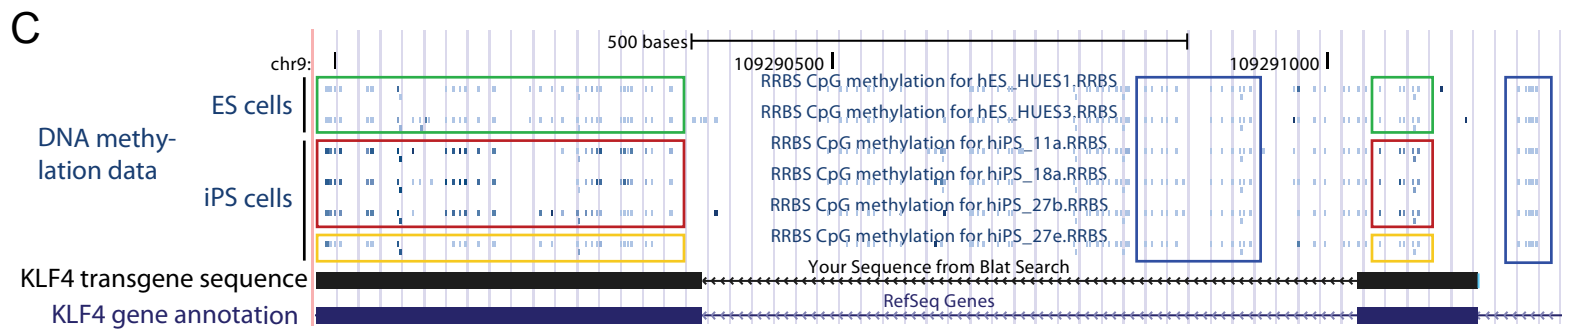 C
500 bases
chr9:
109290500
109291000
RRBS CpG methylation for hES_HUES1.RRBS
ES cells
RRBS CpG methylation for hES_HUES3.RRBS
DNA methy-
lation data
RRBS CpG methylation for hiPS_11a.RRBS
RRBS CpG methylation for hiPS_18a.RRBS
iPS cells
RRBS CpG methylation for hiPS_27b.RRBS
RRBS CpG methylation for hiPS_27e.RRBS
KLF4 transgene sequence
Your Sequence from Blat Search
KLF4 gene annotation
RefSeq Genes